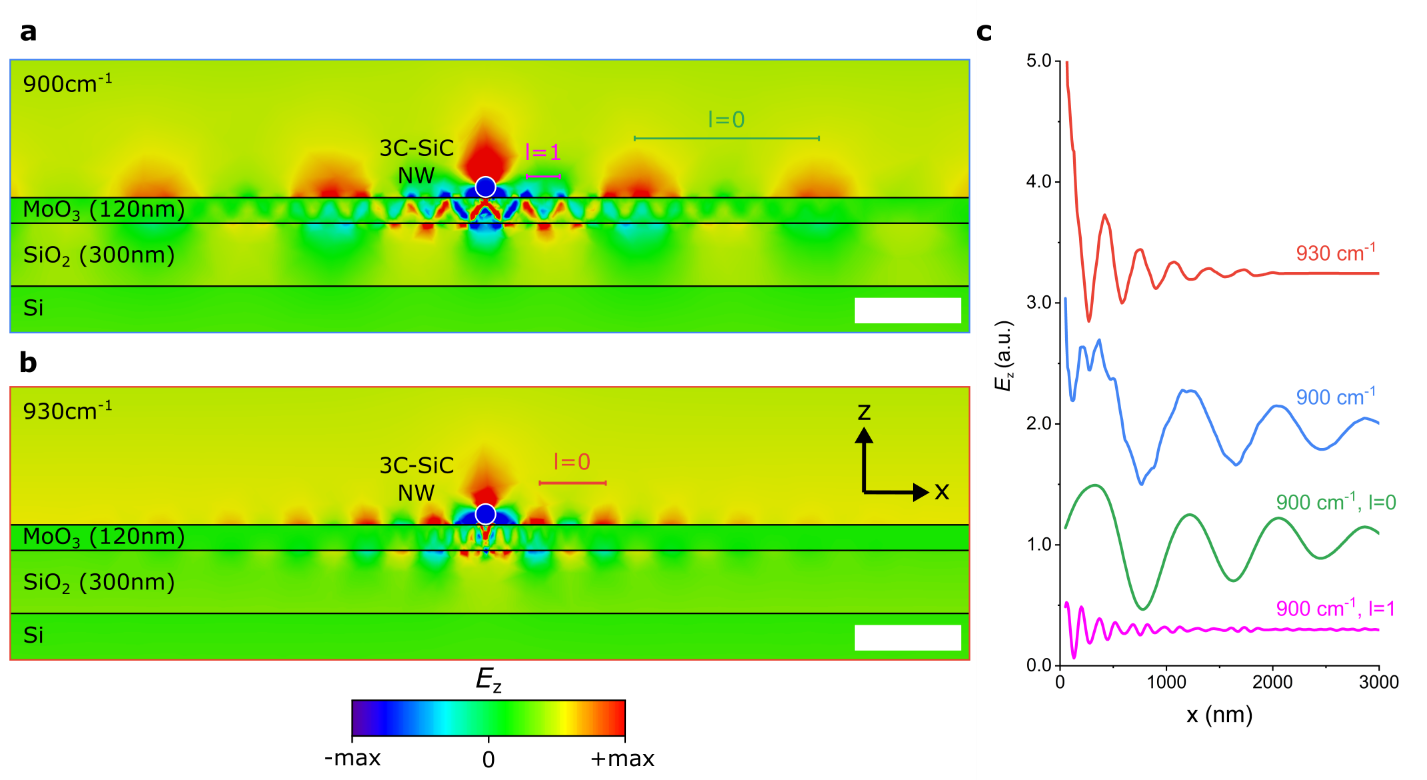 a
900cm⁻¹
3C-SiC
NW
l=1
l=0
MoO₃ (120nm)
SiO₂ (300nm)
Si
b
930cm⁻¹
3C-SiC
NW
l=0
z
x
MoO₃ (120nm)
SiO₂ (300nm)
Si
E_z
-max
0
+max
c
5.0
4.0
3.0
2.0
1.0
0.0
E_z (a.u.)
930 cm⁻¹
900 cm⁻¹
900 cm⁻¹, l=0
900 cm⁻¹, l=1
0
1000
2000
3000
x (nm)